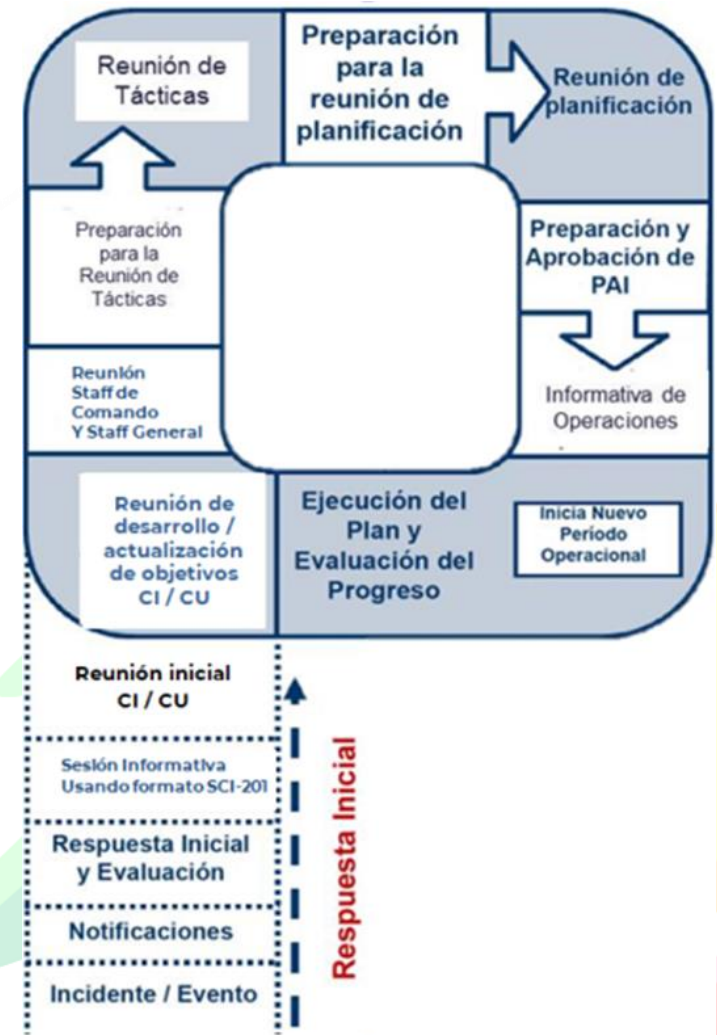 Reunión de
Tácticas
Preparación
para la
reunión de
planificación
Reunión de
planificación
Preparación
para la
Reunión de
Tácticas
Preparación y
Aprobación de
PAI
Reunión
Staff de
Comando
Y Staff General
Informativa de
Operaciones
Reunión de
desarrollo /
actualización
de objetivos
CI / CU
Ejecución del
Plan y
Evaluación del
Progreso
Inicia Nuevo
Período
Operacional
Reunión inicial
CI / CU
Sesión Informativa
Usando formato SCI-201
Respuesta Inicial
y Evaluación
Notificaciones
Incidente / Evento
Respuesta Inicial